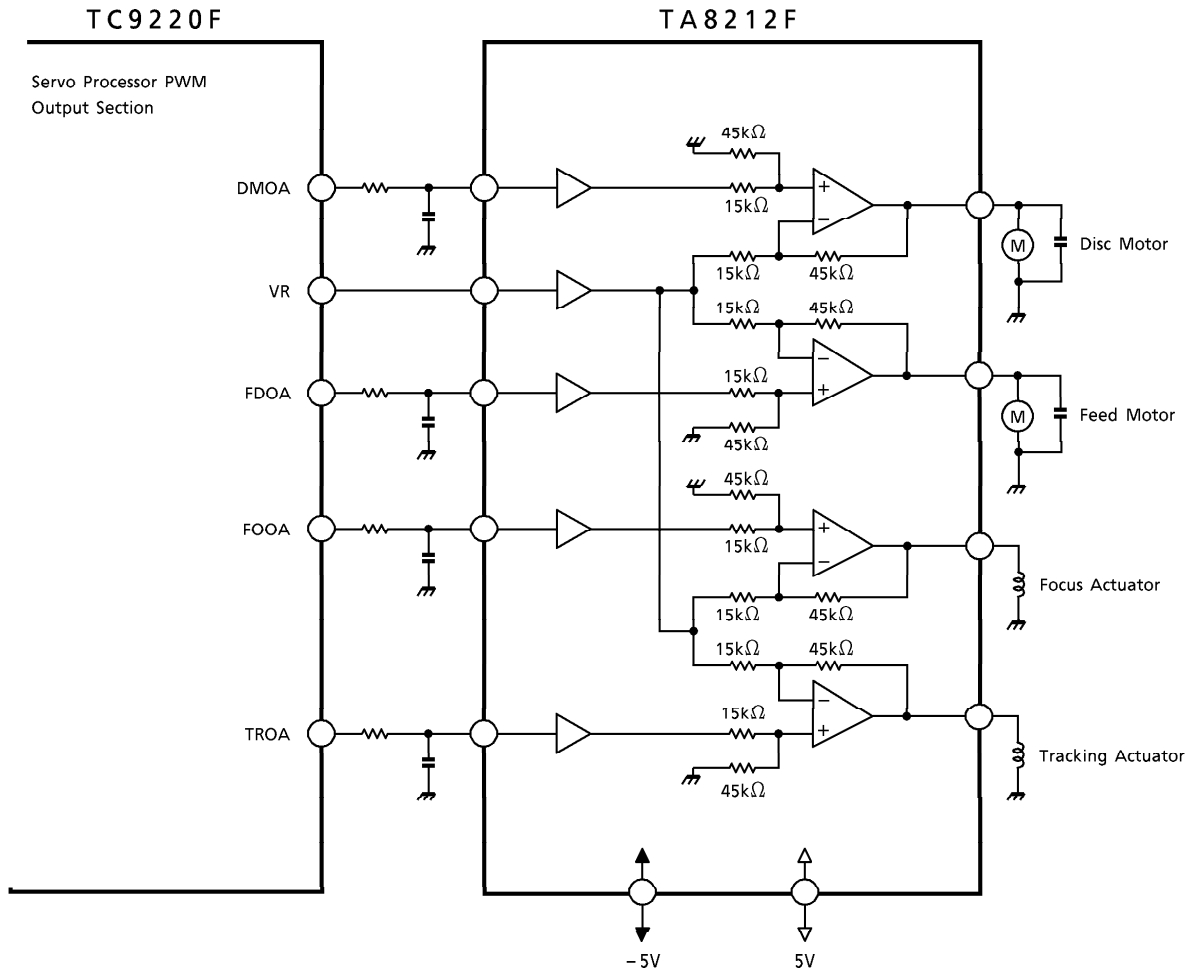 TC9220F
TA8212F
Servo Processor PWM
Output Section
45kΩ
DMOA
15kΩ
+
−
M
Disc Motor
15kΩ
45kΩ
VR
15kΩ
45kΩ
−
FDOA
15kΩ
+
M
Feed Motor
45kΩ
45kΩ
FOOA
15kΩ
+
−
Focus Actuator
15kΩ
45kΩ
15kΩ
45kΩ
−
15kΩ
TROA
+
Tracking Actuator
45kΩ
−5V
5V